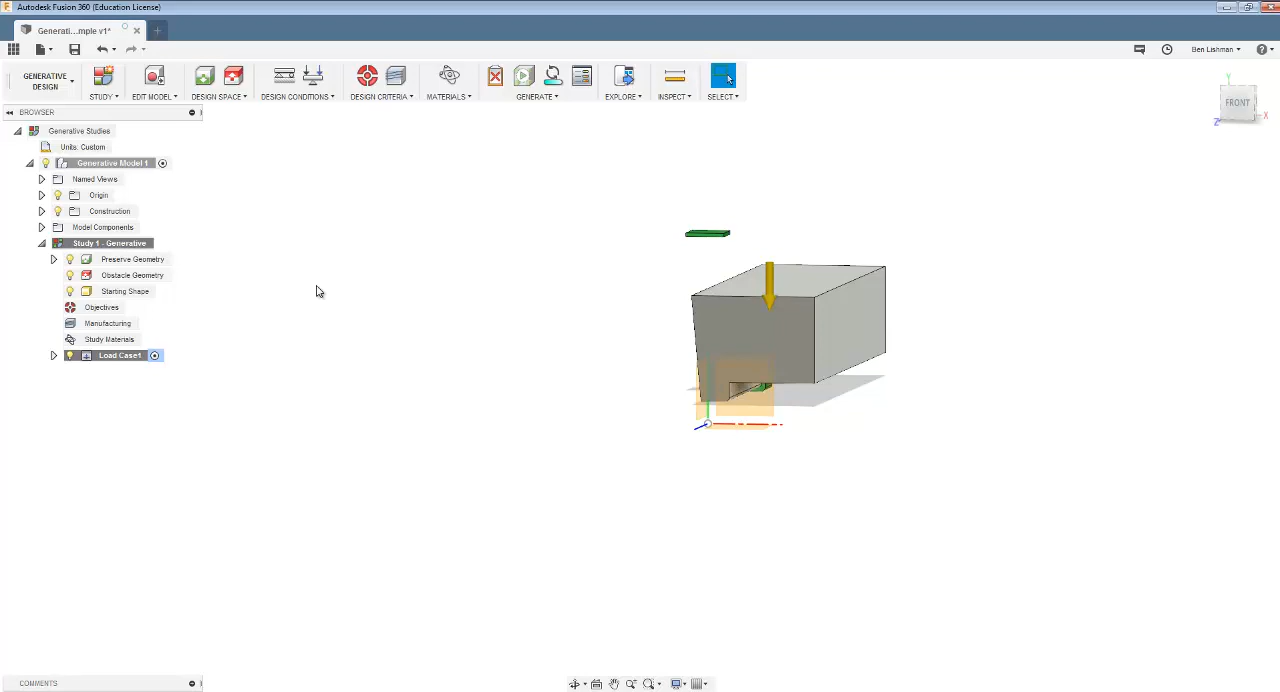 Autodesk Fusion 360 (Education License)
Generati...mple v1*
Ben Lishman
GENERATIVE
DESIGN
STUDY
EDIT MODEL
DESIGN SPACE
DESIGN CONDITIONS
DESIGN CRITERIA
MATERIALS
GENERATE
EXPLORE
INSPECT
SELECT
BROWSER
Generative Studies
Units: Custom
Generative Model 1
Named Views
Origin
Construction
Model Components
Study 1 - Generative
Preserve Geometry
Obstacle Geometry
Starting Shape
Objectives
Manufacturing
Study Materials
Load Case1
Y
FRONT
X
Z
COMMENTS